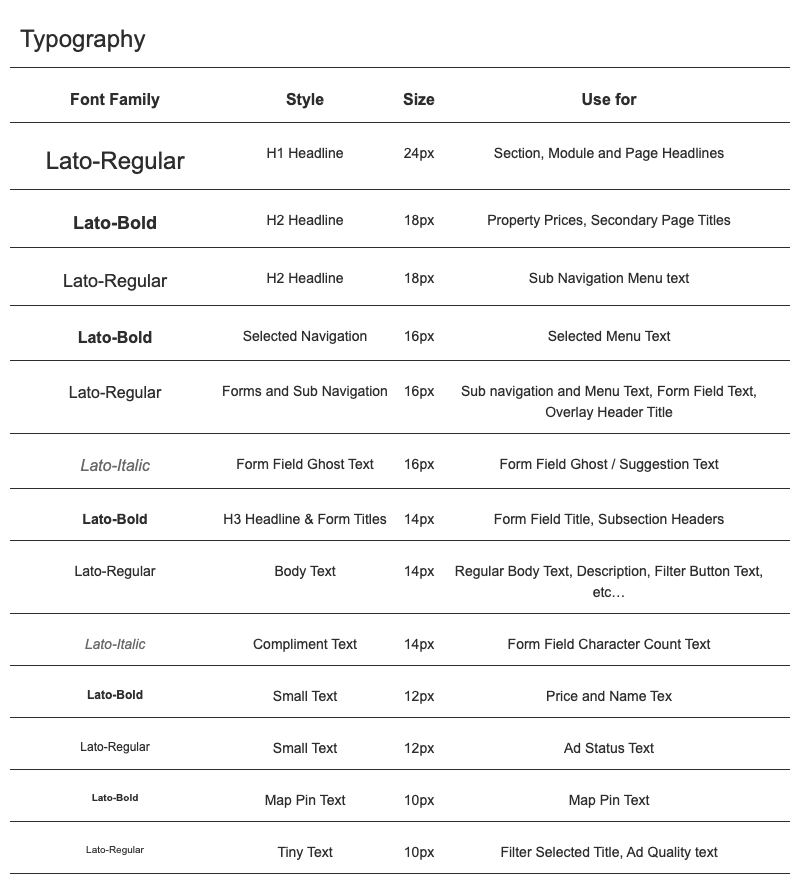 Typography
Font Family Style Size Use for
Lato-Regular H1 Headline 24px Section, Module and Page Headlines
Lato-Bold H2 Headline 18px Property Prices, Secondary Page Titles
Lato-Regular H2 Headline 18px Sub Navigation Menu text
Lato-Bold Selected Navigation 16px Selected Menu Text
Lato-Regular Forms and Sub Navigation 16px Sub navigation and Menu Text, Form Field Text,
Overlay Header Title
Lato-Italic Form Field Ghost Text 16px Form Field Ghost / Suggestion Text
Lato-Bold H3 Headline & Form Titles 14px Form Field Title, Subsection Headers
Lato-Regular Body Text 14px Regular Body Text, Description, Filter Button Text,
etc…
Lato-Italic Compliment Text 14px Form Field Character Count Text
Lato-Bold Small Text 12px Price and Name Tex
Lato-Regular Small Text 12px Ad Status Text
Lato-Bold Map Pin Text 10px Map Pin Text
Lato-Regular Tiny Text 10px Filter Selected Title, Ad Quality text